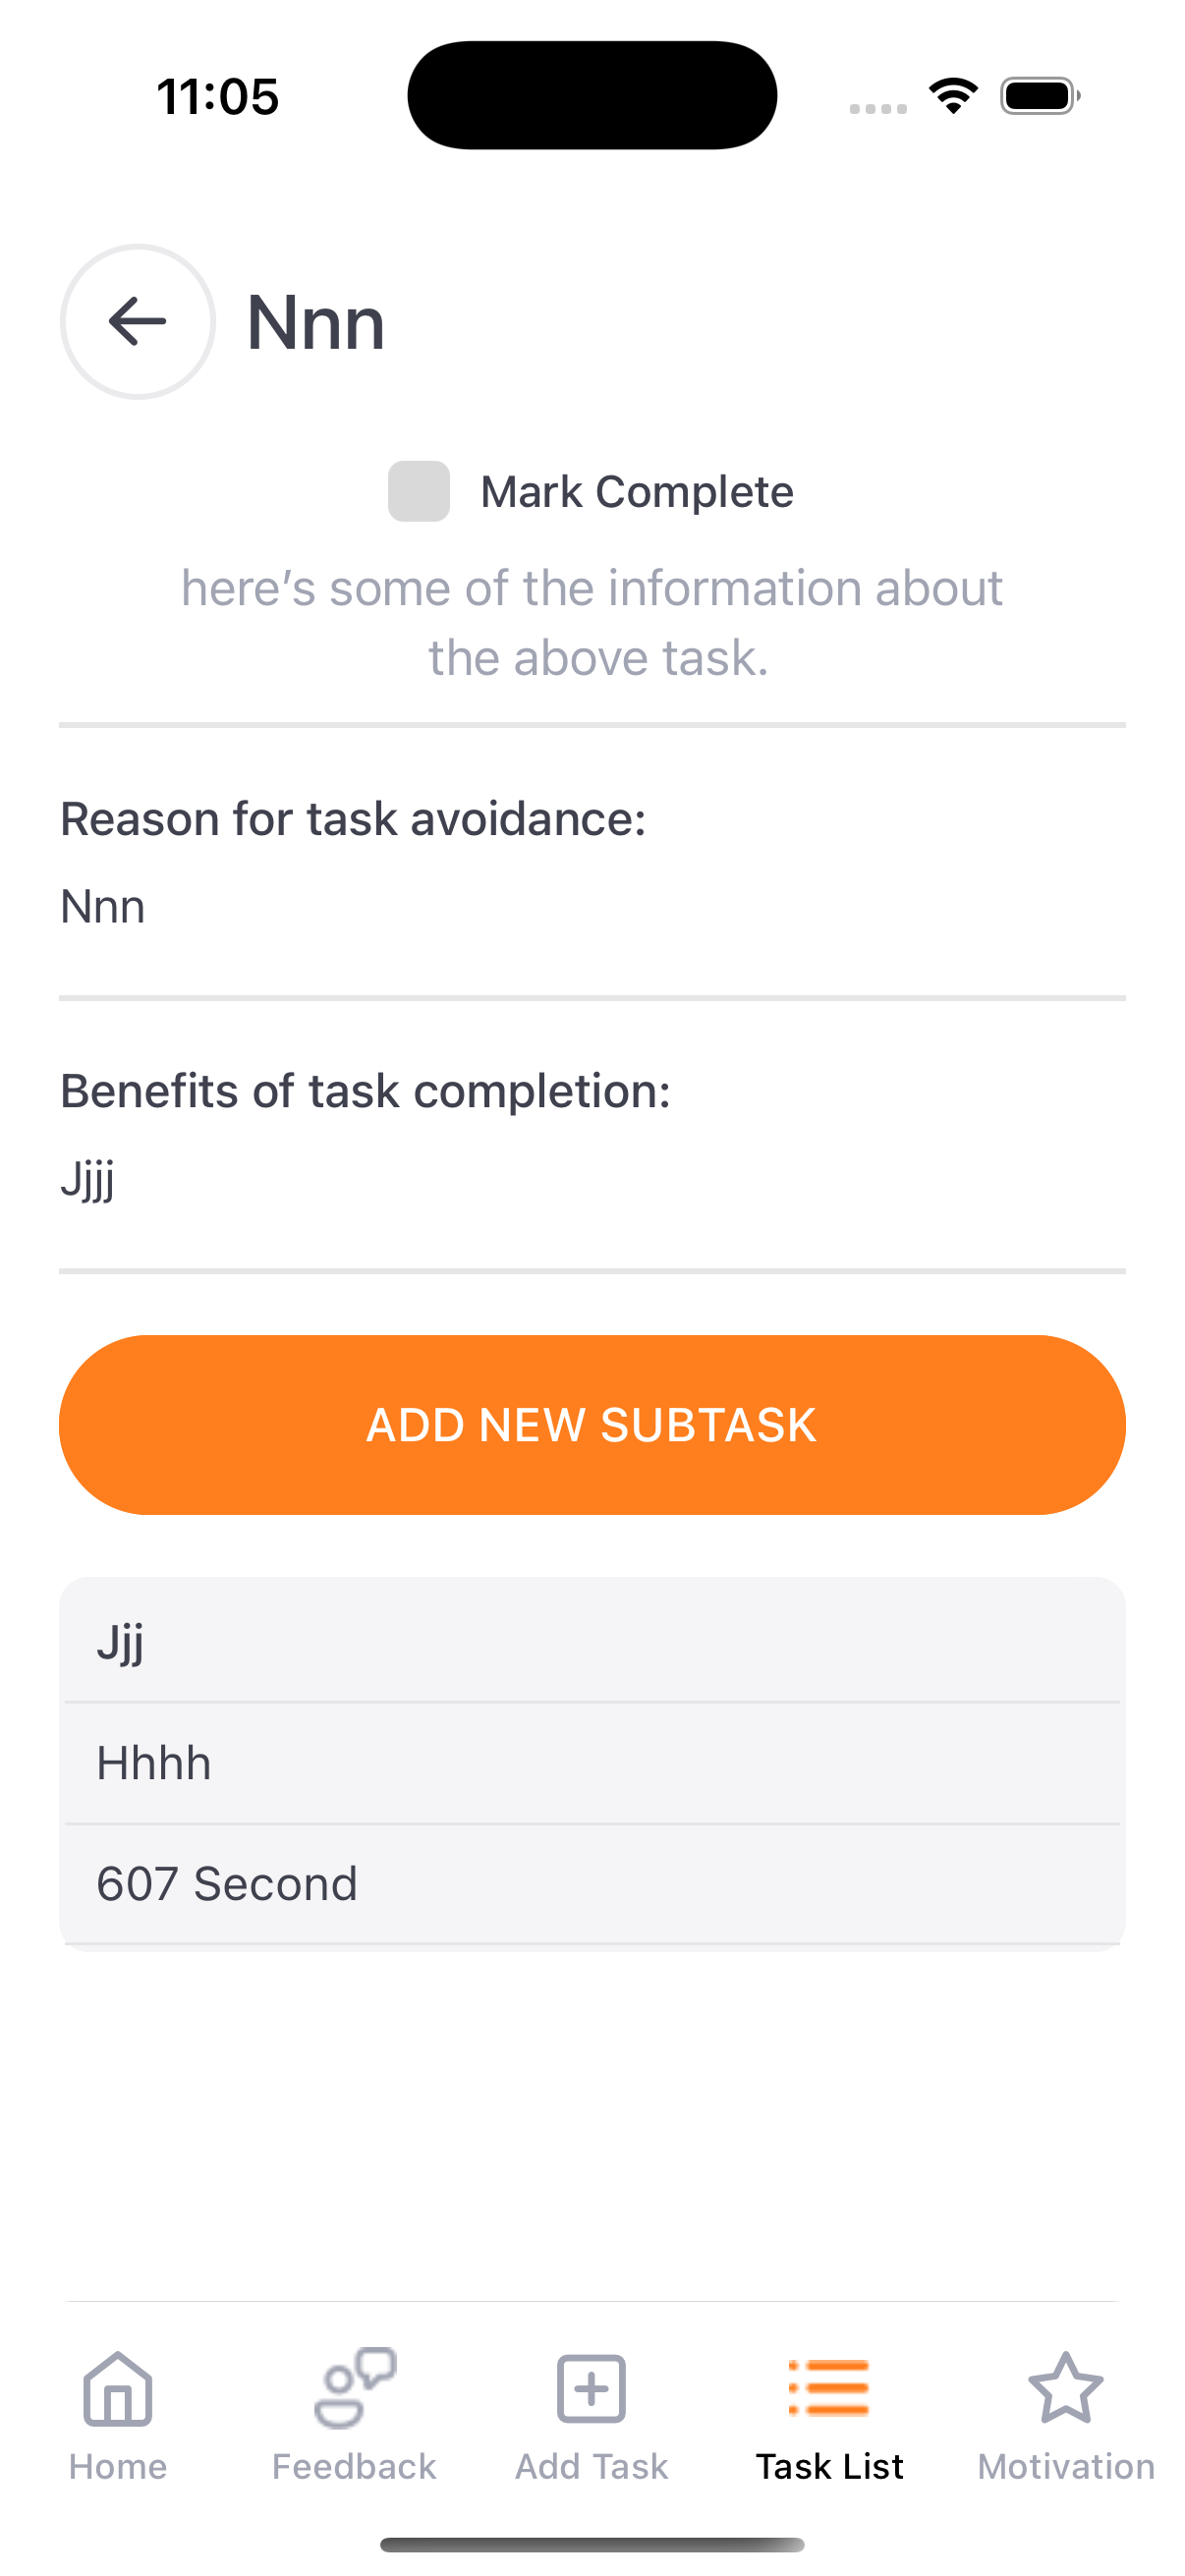 11:05
Nnn
Mark Complete
here’s some of the information about
the above task.
Reason for task avoidance:
Nnn
Benefits of task completion:
Jjjj
ADD NEW SUBTASK
Jjj
Hhhh
607 Second
Home
Feedback
Add Task
Task List
Motivation